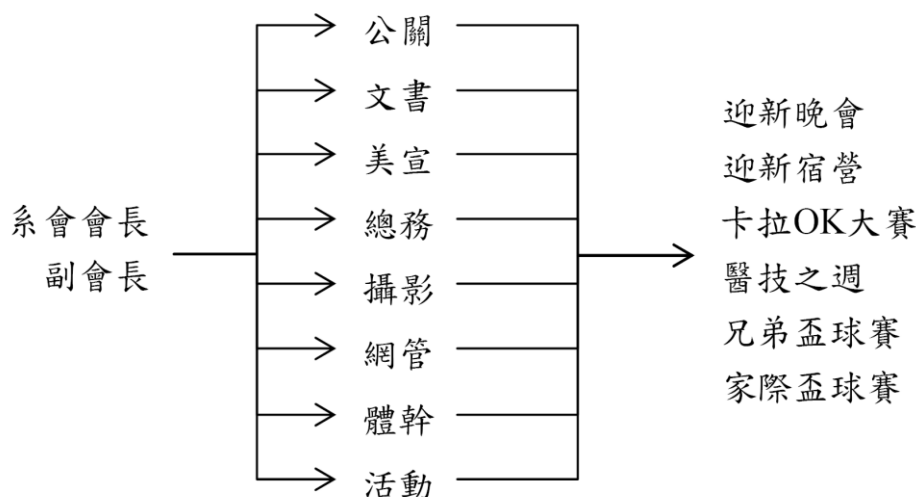 系會會長
副會長
公關
文書
美宣
總務
攝影
網管
體幹
活動
迎新晚會
迎新宿營
卡拉OK大賽
醫技之週
兄弟盃球賽
家際盃球賽